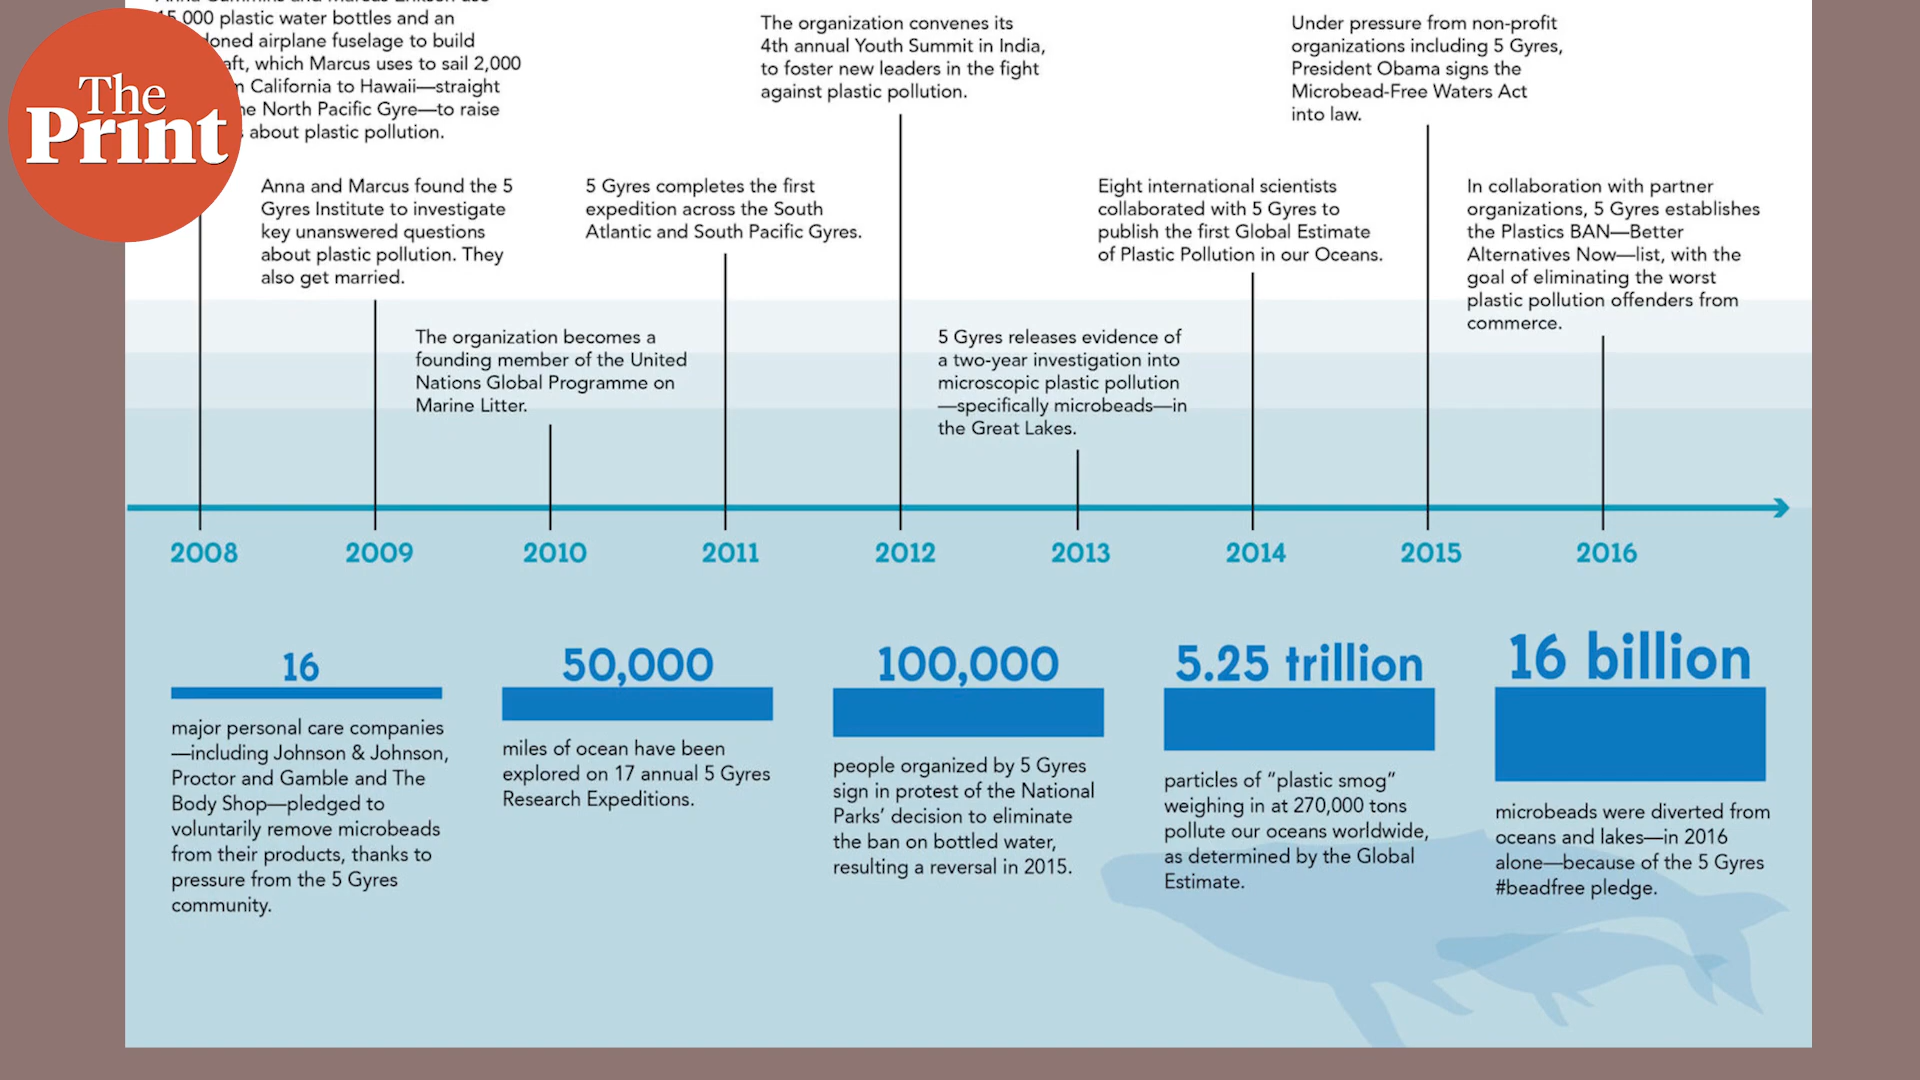 The
Print
15,000 plastic water bottles and an
airplane fuselage to build
which Marcus uses to sail 2,000
California to Hawaii—straight
North Pacific Gyre—to raise
about plastic pollution.
The organization convenes its
4th annual Youth Summit in India,
to foster new leaders in the fight
against plastic pollution.
Under pressure from non-profit
organizations including 5 Gyres,
President Obama signs the
Microbead-Free Waters Act
into law.
Anna and Marcus found the 5
Gyres Institute to investigate
key unanswered questions
about plastic pollution. They
also get married.
5 Gyres completes the first
expedition across the South
Atlantic and South Pacific Gyres.
Eight international scientists
collaborated with 5 Gyres to
publish the first Global Estimate
of Plastic Pollution in our Oceans.
In collaboration with partner
organizations, 5 Gyres establishes
the Plastics BAN—Better
Alternatives Now—list, with the
goal of eliminating the worst
plastic pollution offenders from
commerce.
The organization becomes a
founding member of the United
Nations Global Programme on
Marine Litter.
5 Gyres releases evidence of
a two-year investigation into
microscopic plastic pollution
—specifically microbeads—in
the Great Lakes.
2008 2009 2010 2011 2012 2013 2014 2015 2016
16
major personal care companies
—including Johnson & Johnson,
Proctor and Gamble and The
Body Shop—pledged to
voluntarily remove microbeads
from their products, thanks to
pressure from the 5 Gyres
community.
50,000
miles of ocean have been
explored on 17 annual 5 Gyres
Research Expeditions.
100,000
people organized by 5 Gyres
sign in protest of the National
Parks’ decision to eliminate
the ban on bottled water,
resulting a reversal in 2015.
5.25 trillion
particles of “plastic smog”
weighing in at 270,000 tons
pollute our oceans worldwide,
as determined by the Global
Estimate.
16 billion
microbeads were diverted from
oceans and lakes—in 2016
alone—because of the 5 Gyres
#beadfree pledge.